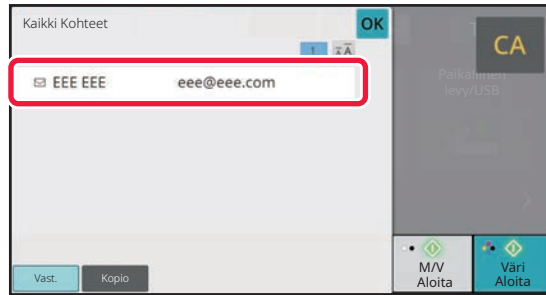 Kaikki Kohteet
OK
1
CA
EEE EEE eee@eee.com
Paikallinen
levy/USB
Vast.
Kopio
M/V
Aloita
Väri
Aloita